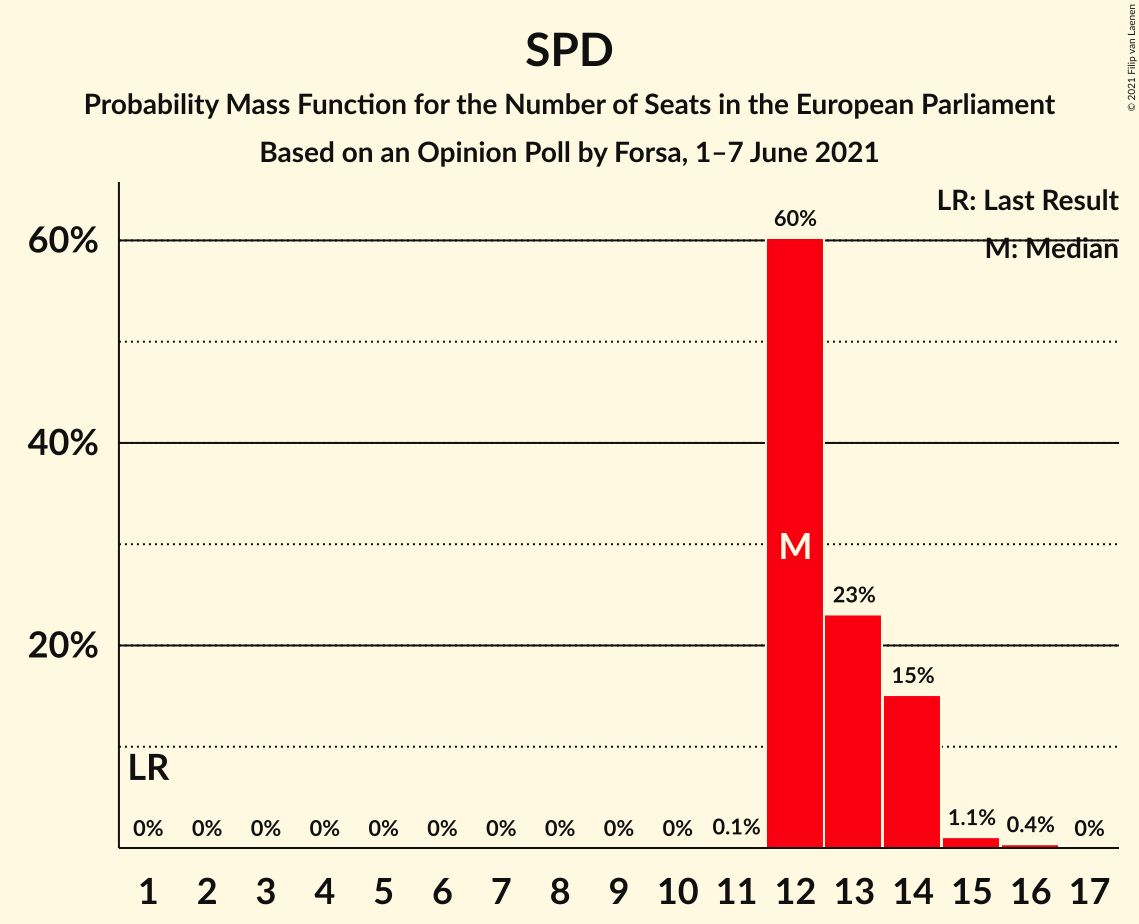 SPD
Probability Mass Function for the Number of Seats in the European Parliament
Based on an Opinion Poll by Forsa, 1–7 June 2021
© 2021 Filip van Laenen
LR: Last Result
M: Median
60%
40%
20%
60%
M
23%
15%
LR
0% 0% 0% 0% 0% 0% 0% 0% 0% 0% 0.1% 1.1% 0.4% 0%
1 2 3 4 5 6 7 8 9 10 11 12 13 14 15 16 17